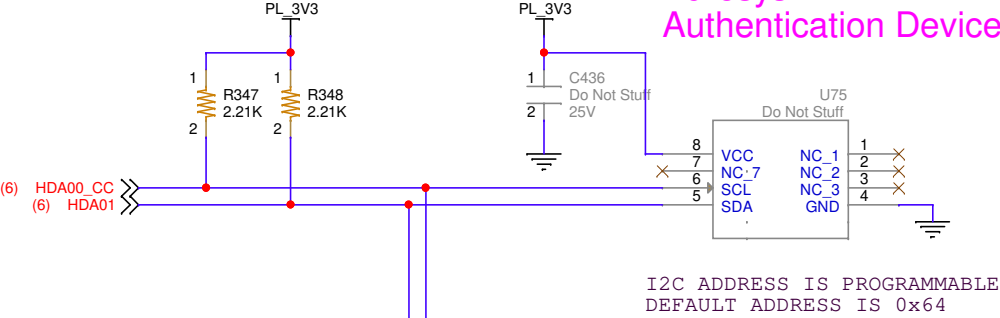 PL_3V3
PL_3V3
Authentication Device
1
R347
2.21K
2
1
R348
2.21K
2
1
C436
Do Not Stuff
25V
2
U75
Do Not Stuff
8 VCC NC_1 1
7 NC_7 NC_2 2
6 SCL NC_3 3
5 SDA GND 4
(6) HDA00_CC
(6) HDA01
I2C ADDRESS IS PROGRAMMABLE
DEFAULT ADDRESS IS 0x64